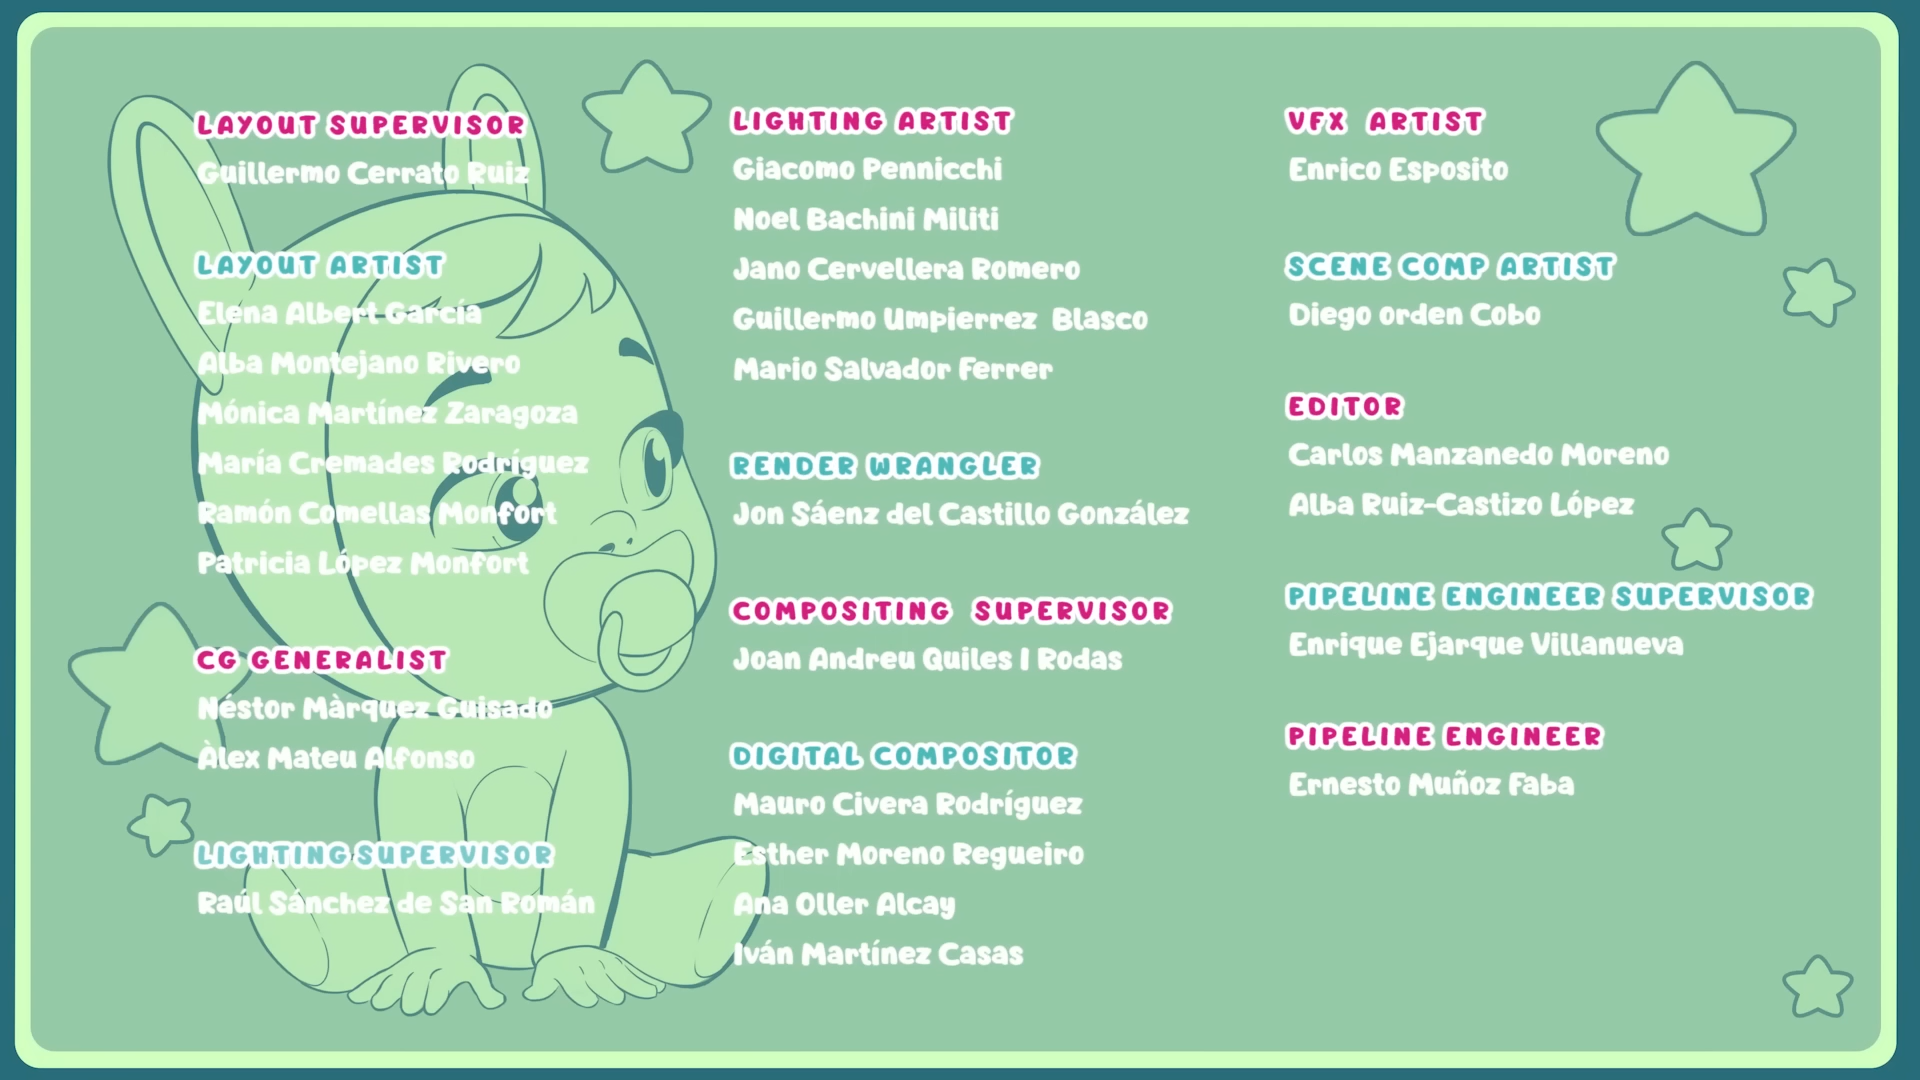 LAYOUT SUPERVISOR
Guillermo Cerrato Ruiz
LAYOUT ARTIST
Elena Albert García
Alba Montejano Rivero
Mónica Martínez Zaragoza
María Cremades Rodríguez
Ramón Comellas Monfort
Patricia López Monfort
CG GENERALIST
Néstor Màrquez Guisado
Àlex Mateu Alfonso
LIGHTING SUPERVISOR
Raúl Sánchez de San Román
LIGHTING ARTIST
Giacomo Pennicchi
Noel Bachini Militi
Jano Cervellera Romero
Guillermo Umpierrez Blasco
Mario Salvador Ferrer
RENDER WRANGLER
Jon Sáenz del Castillo González
COMPOSITING SUPERVISOR
Joan Andreu Quiles I Rodas
DIGITAL COMPOSITOR
Mauro Civera Rodríguez
Esther Moreno Regueiro
Ana Oller Alcay
Iván Martínez Casas
VFX ARTIST
Enrico Esposito
SCENE COMP ARTIST
Diego orden Cobo
EDITOR
Carlos Manzanedo Moreno
Alba Ruiz-Castizo López
PIPELINE ENGINEER SUPERVISOR
Enrique Ejarque Villanueva
PIPELINE ENGINEER
Ernesto Muñoz Faba